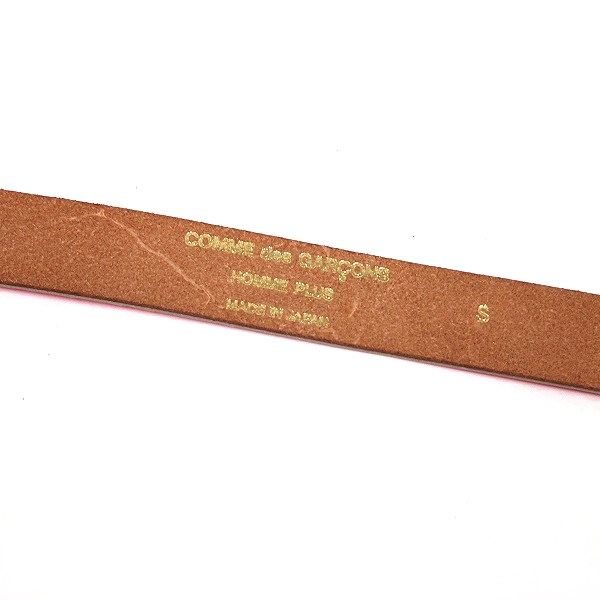 COMME des GARÇONS
HOMME PLUS
MADE IN JAPAN
S